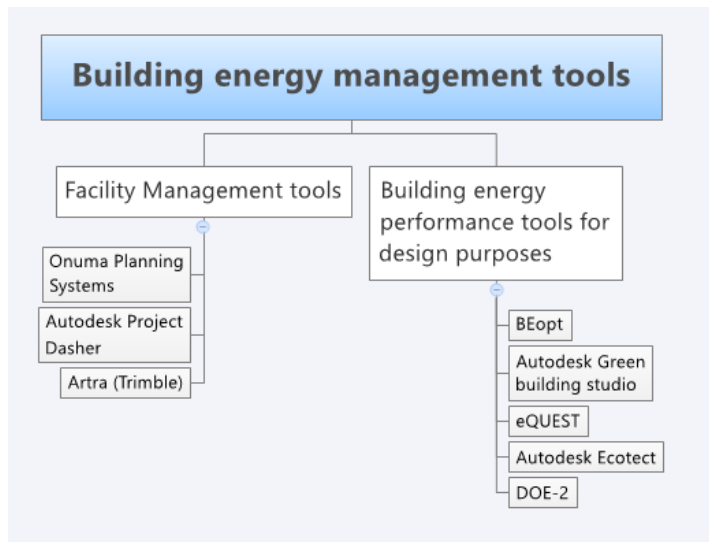 Building energy management tools
Facility Management tools
Onuma Planning
Systems
Autodesk Project
Dasher
Artra (Trimble)
Building energy
performance tools for
design purposes
BEopt
Autodesk Green
building studio
eQUEST
Autodesk Ecotect
DOE-2